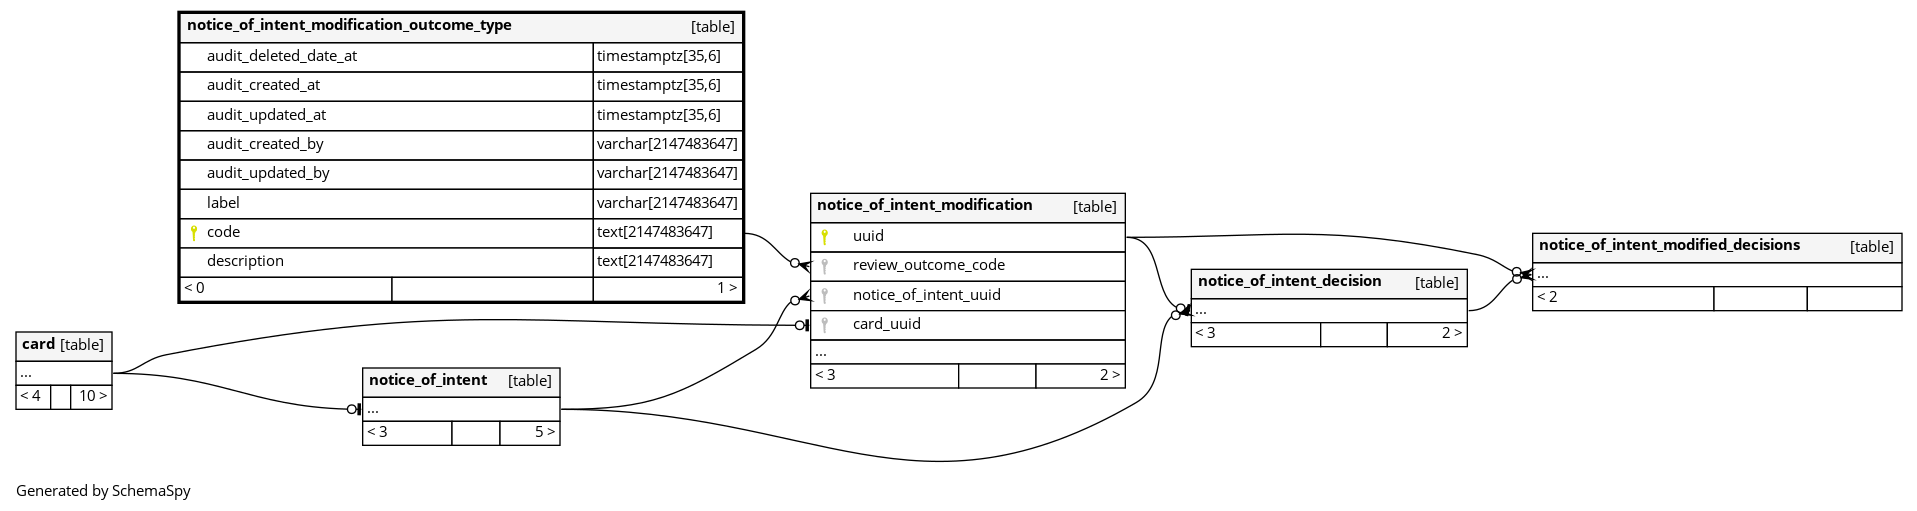 notice_of_intent_modification_outcome_type [table]
audit_deleted_date_at timestamptz[35,6]
audit_created_at timestamptz[35,6]
audit_updated_at timestamptz[35,6]
audit_created_by varchar[2147483647]
audit_updated_by varchar[2147483647]
label varchar[2147483647]
code text[2147483647]
description text[2147483647]
< 0 1 >
card [table]
...
< 4 10 >
notice_of_intent [table]
...
< 3 5 >
notice_of_intent_modification [table]
uuid
review_outcome_code
notice_of_intent_uuid
card_uuid
...
< 3 2 >
notice_of_intent_decision [table]
...
< 3 2 >
notice_of_intent_modified_decisions [table]
...
< 2
Generated by SchemaSpy